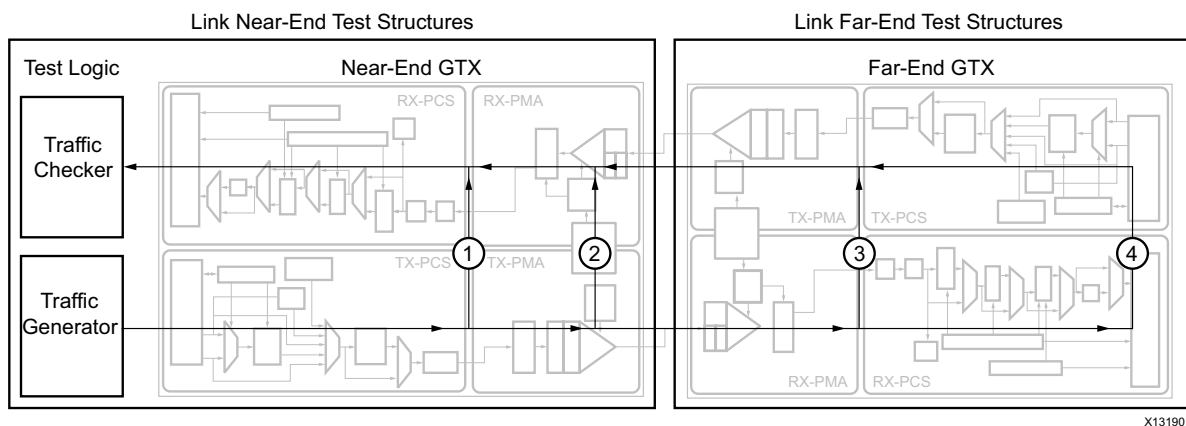 Link Near-End Test Structures
Link Far-End Test Structures
Test Logic
Near-End GTX
Far-End GTX
RX-PCS
RX-PMA
Traffic
Checker
TX-PMA
TX-PCS
1
2
3
4
TX-PCS
TX-PMA
Traffic
Generator
RX-PMA
RX-PCS
X13190